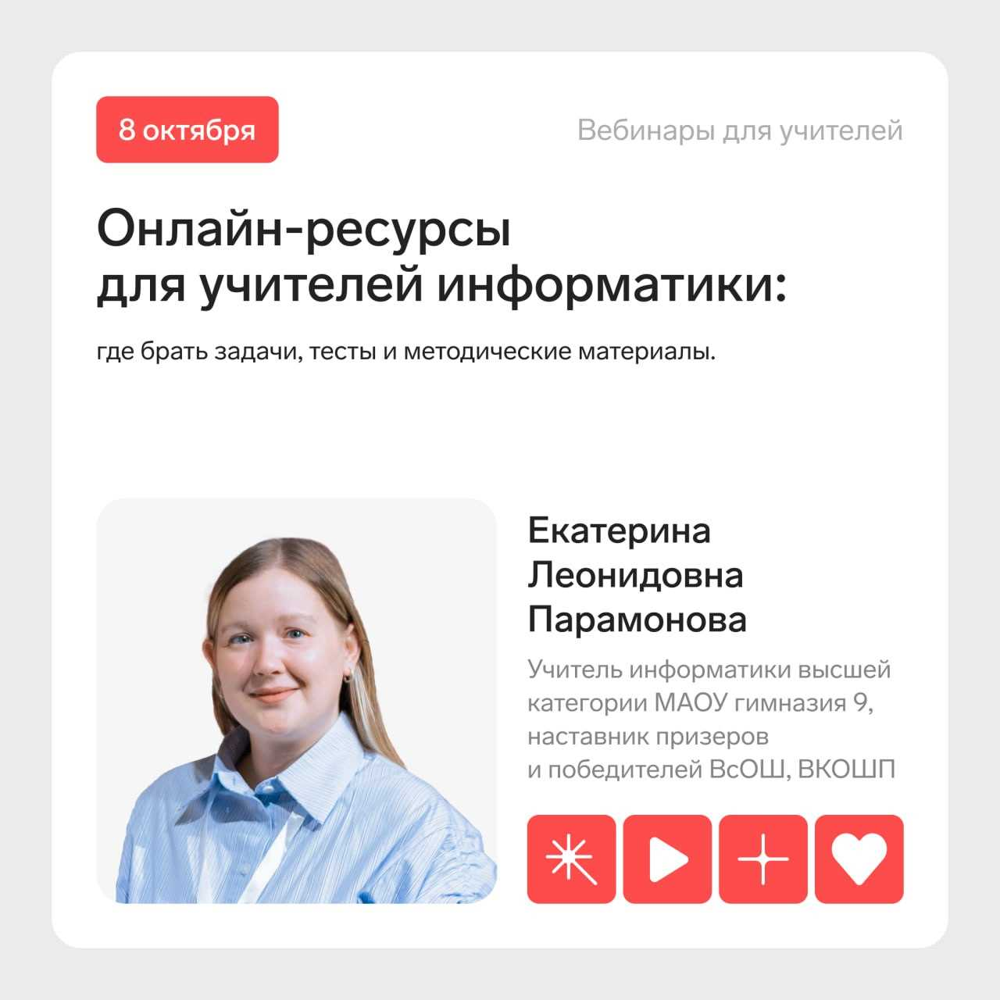 8 октября
Вебинары для учителей
Онлайн-ресурсы
для учителей информатики:
где брать задачи, тесты и методические материалы.
Екатерина
Леонидовна
Парамонова
Учитель информатики высшей
категории МАОУ гимназия 9,
наставник призеров
и победителей ВсОШ, ВКОШП